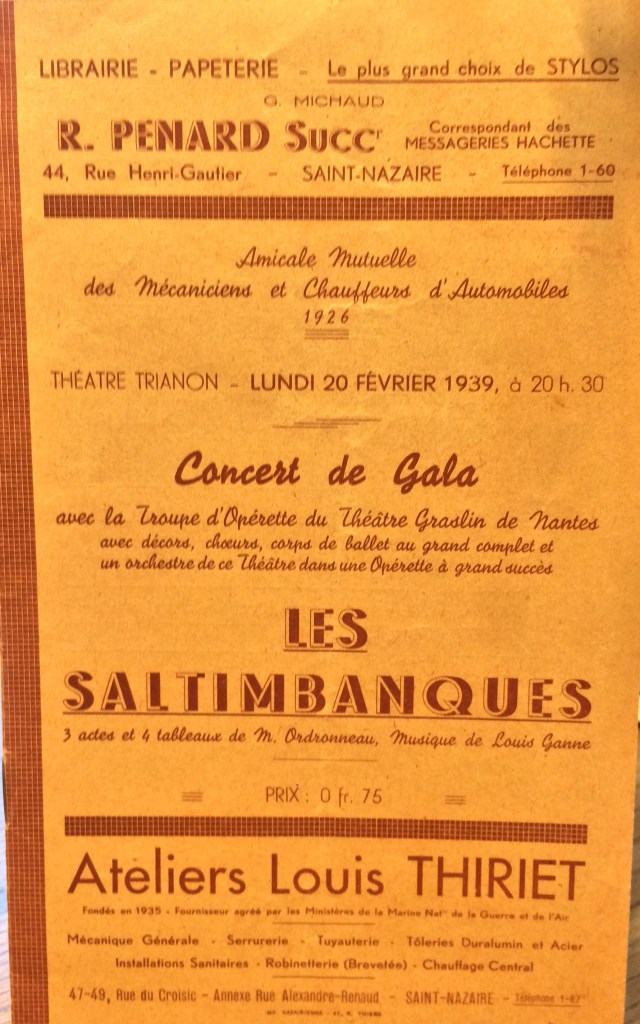 LIBRAIRIE - PAPETERIE - Le plus grand choix de STYLOS
G. MICHAUD
R. PENARD SUCCr Correspondant des MESSAGERIES HACHETTE
44, Rue Henri-Gautier - SAINT-NAZAIRE - Téléphone 1-60
Amicale Mutuelle
des Mécaniciens et Chauffeurs d'Automobiles
1926
THÉATRE TRIANON - LUNDI 20 FÉVRIER 1939, à 20 h. 30
Concert de Gala
avec la Troupe d'Opérette du Théâtre Graslin de Nantes
avec décors, chœurs, corps de ballet au grand complet et
un orchestre de ce Théâtre dans une Opérette à grand succès
LES
SALTIMBANQUES
3 actes et 4 tableaux de M. Ordronneau, Musique de Louis Ganne
PRIX : 0 fr. 75
Ateliers Louis THIRIET
Fondés en 1935 - Fournisseur agréé par les Ministères de la Marine Natle de la Guerre et de l'Air
Mécanique Générale - Serrurerie - Tuyauterie - Tôleries Duralumin et Acier
Installations Sanitaires - Robinetterie (Brevetée) - Chauffage Central
47-49, Rue du Croisic - Annexe Rue Alexandre-Renaud - SAINT-NAZAIRE - Téléphone